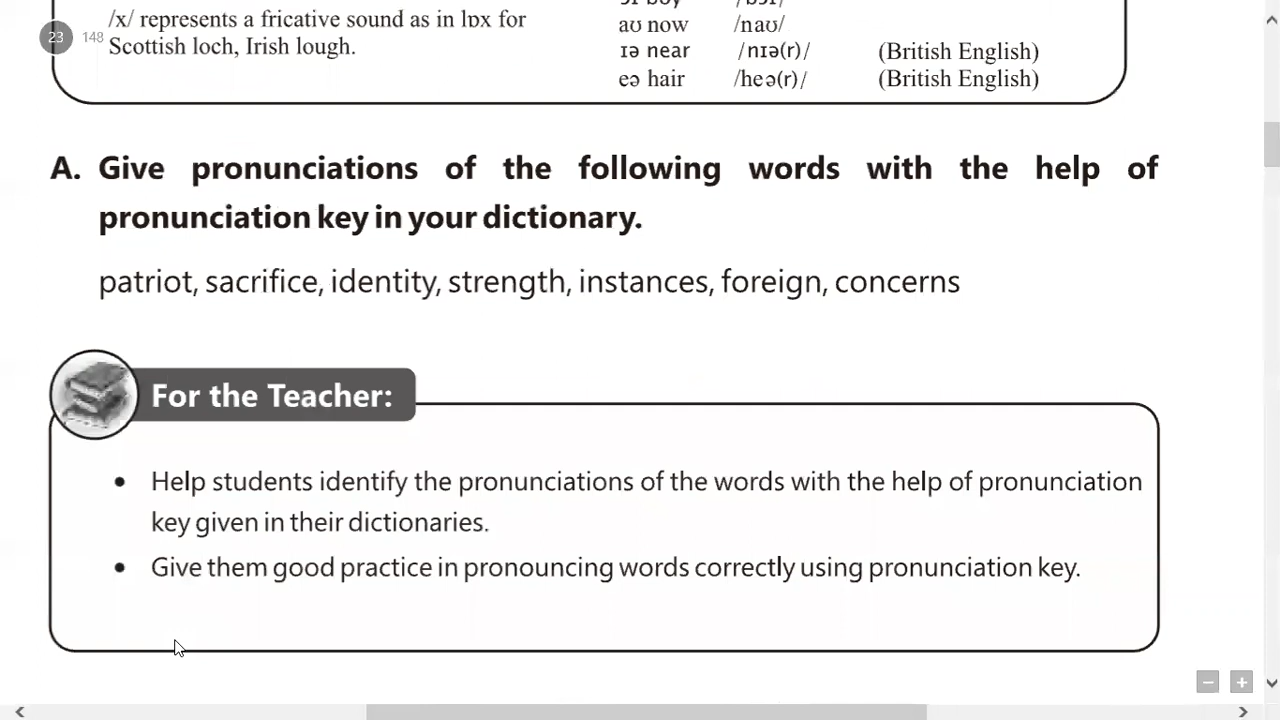 /x/ represents a fricative sound as in lɒx for
Scottish loch, Irish lough.
23 148
aʊ now /naʊ/
ɪə near /nɪə(r)/ (British English)
eə hair /heə(r)/ (British English)
A. Give pronunciations of the following words with the help of
pronunciation key in your dictionary.
patriot, sacrifice, identity, strength, instances, foreign, concerns
For the Teacher:
• Help students identify the pronunciations of the words with the help of pronunciation
key given in their dictionaries.
• Give them good practice in pronouncing words correctly using pronunciation key.